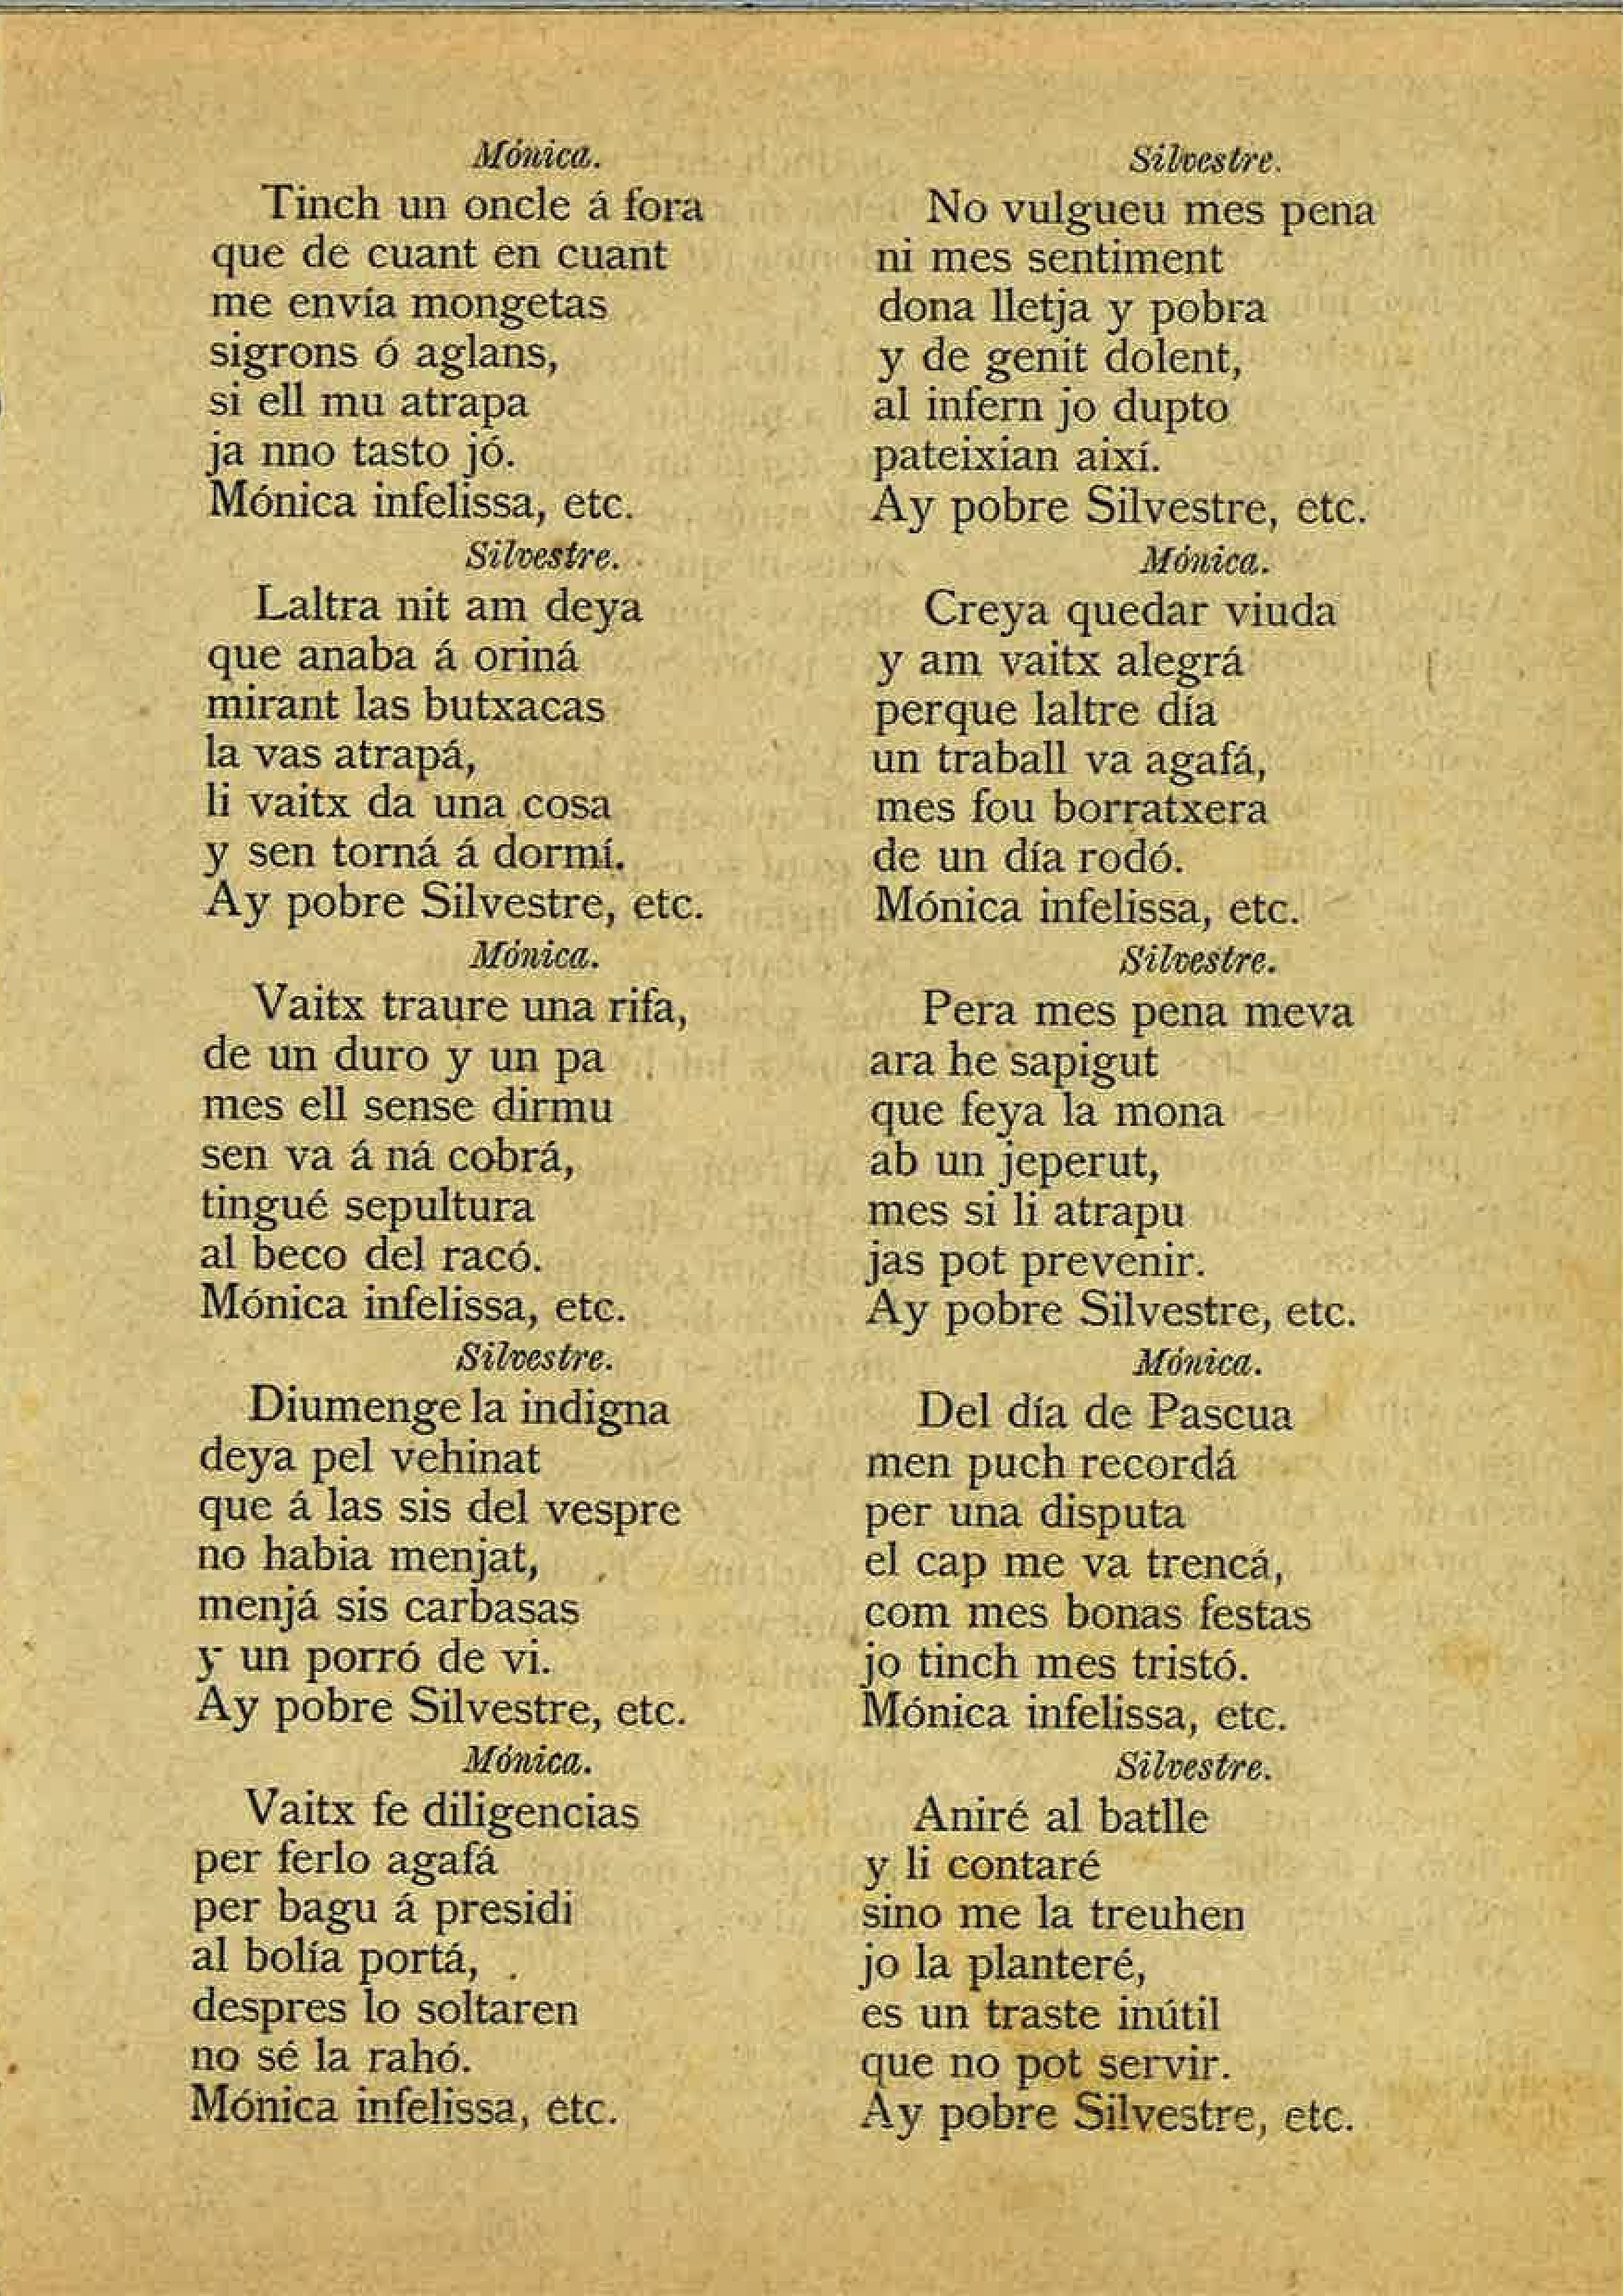 Mónica.
Tinch un oncle á fora
que de cuant en cuant
me envía mongetas
sigrons ó aglans,
si ell mu atrapa
ja nno tasto jó.
Mónica infelissa, etc.
Silvestre.
Laltra nit am deya
que anaba á oriná
mirant las butxacas
la vas atrapá,
li vaitx da una cosa
y sen torná á dormí.
Ay pobre Silvestre, etc.
Mónica.
Vaitx traure una rifa,
de un duro y un pa
mes ell sense dirmu
sen va á ná cobrá,
tingué sepultura
al beco del racó.
Mónica infelissa, etc.
Silvestre.
Diumenge la indigna
deya pel vehinat
que á las sis del vespre
no habia menjat,
menjá sis carbasas
y un porró de vi.
Ay pobre Silvestre, etc.
Mónica.
Vaitx fe diligencias
per ferlo agafá
per bagu á presidi
al bolía portá,
despres lo soltaren
no sé la rahó.
Mónica infelissa, etc.
Silvestre.
No vulgueu mes pena
ni mes sentiment
dona lletja y pobra
y de genit dolent,
al infern jo dupto
pateixian així.
Ay pobre Silvestre, etc.
Mónica.
Creya quedar viuda
y am vaitx alegrá
perque laltre día
un traball va agafá,
mes fou borratxera
de un día rodó.
Mónica infelissa, etc.
Silvestre.
Pera mes pena meva
ara he sapigut
que feya la mona
ab un jeperut,
mes si li atrapu
jas pot prevenir.
Ay pobre Silvestre, etc.
Mónica.
Del día de Pascua
men puch recordá
per una disputa
el cap me va trencá,
com mes bonas festas
jo tinch mes tristó.
Mónica infelissa, etc.
Silvestre.
Aniré al batlle
y li contaré
sino me la treuhen
jo la planteré,
es un traste inútil
que no pot servir.
Ay pobre Silvestre, etc.